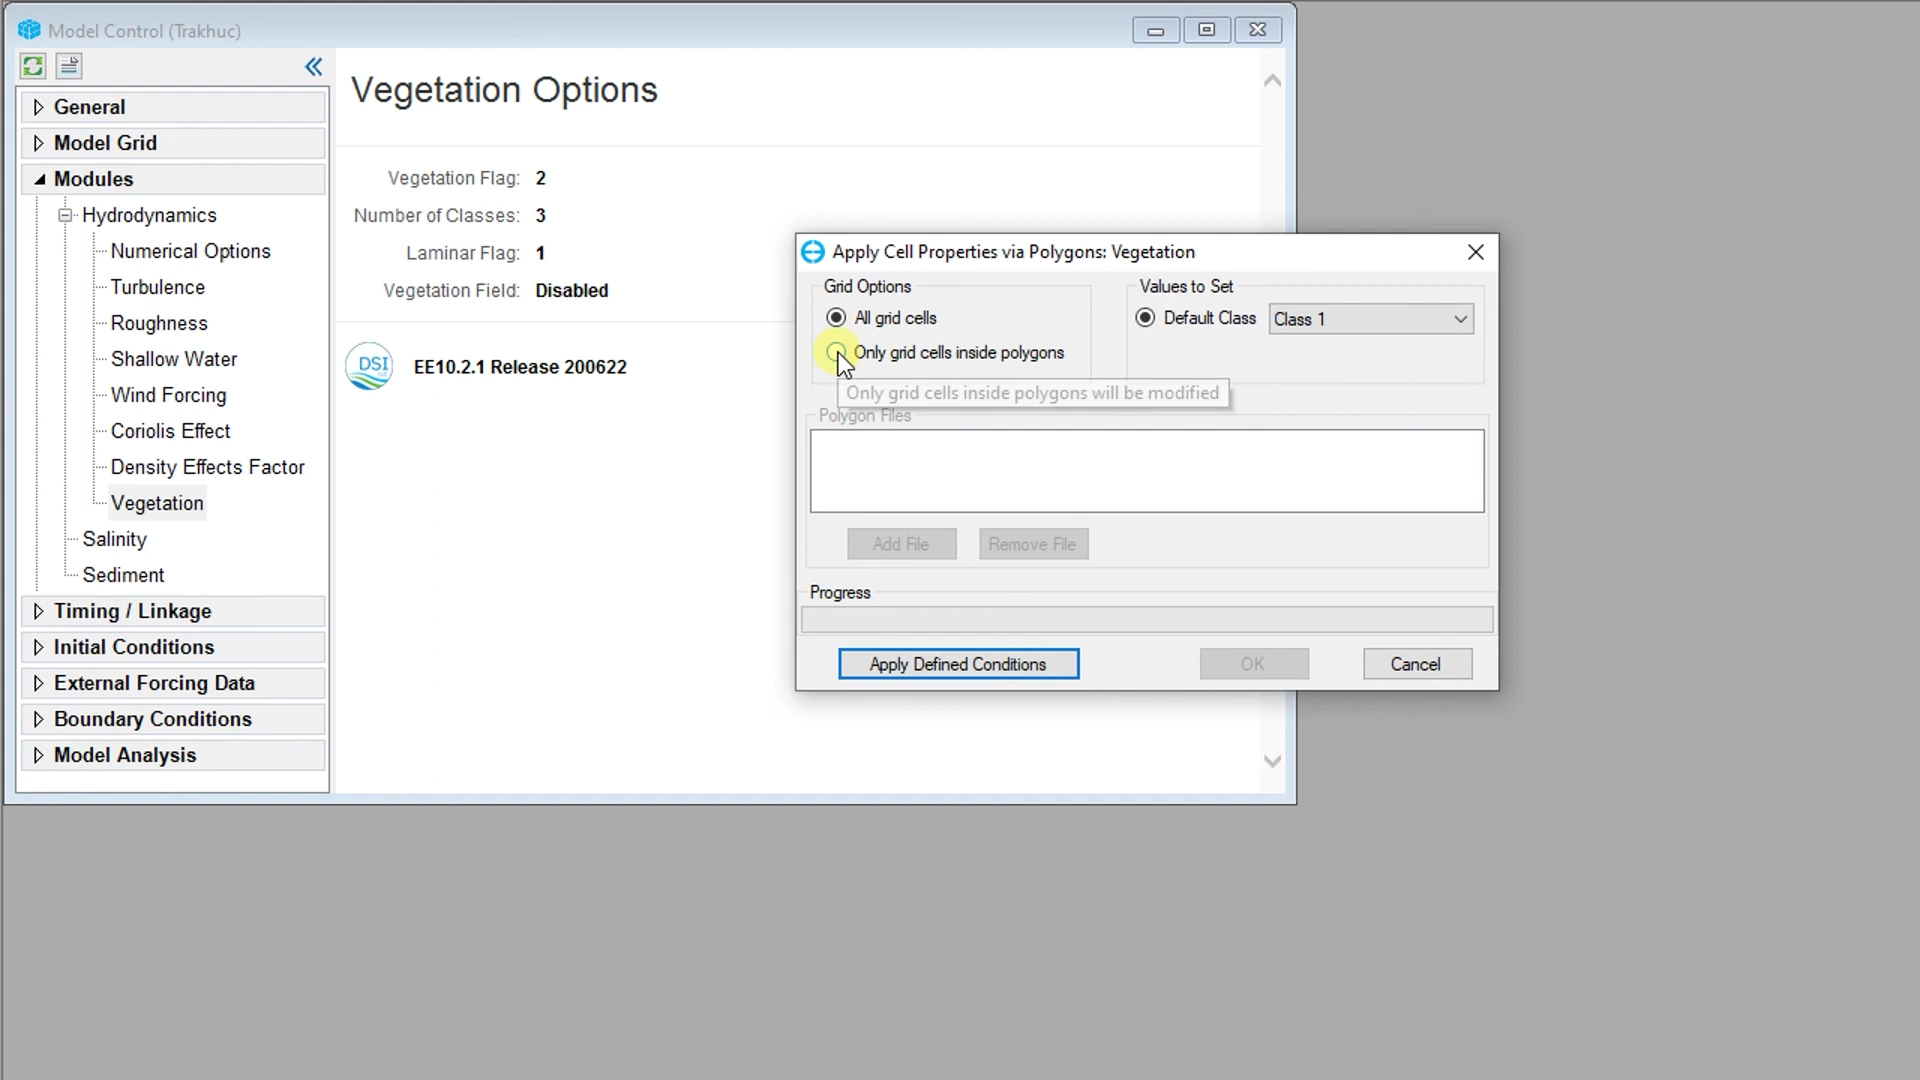 Model Control (Trakhuc)
General
Model Grid
Modules
Hydrodynamics
Numerical Options
Turbulence
Roughness
Shallow Water
Wind Forcing
Coriolis Effect
Density Effects Factor
Vegetation
Salinity
Sediment
Timing / Linkage
Initial Conditions
External Forcing Data
Boundary Conditions
Model Analysis
Vegetation Options
Vegetation Flag: 2
Number of Classes: 3
Laminar Flag: 1
Vegetation Field: Disabled
DSI
EE10.2.1 Release 200622
Apply Cell Properties via Polygons: Vegetation
Grid Options
All grid cells
Only grid cells inside polygons
Only grid cells inside polygons will be modified
Values to Set
Default Class Class 1
Polygon Files
Add File Remove File
Progress
Apply Defined Conditions OK Cancel